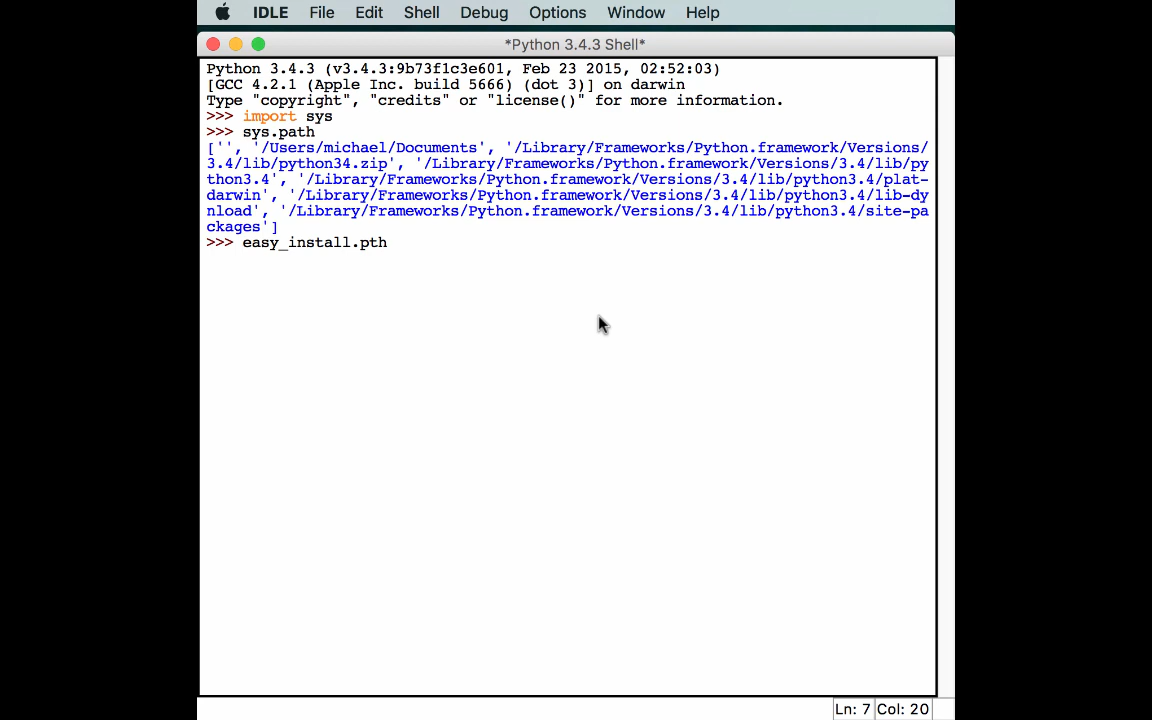 IDLE File Edit Shell Debug Options Window Help
*Python 3.4.3 Shell*
Python 3.4.3 (v3.4.3:9b73f1c3e601, Feb 23 2015, 02:52:03)
[GCC 4.2.1 (Apple Inc. build 5666) (dot 3)] on darwin
Type "copyright", "credits" or "license()" for more information.
>>> import sys
>>> sys.path
['', '/Users/michael/Documents', '/Library/Frameworks/Python.framework/Versions/
3.4/lib/python34.zip', '/Library/Frameworks/Python.framework/Versions/3.4/lib/py
thon3.4', '/Library/Frameworks/Python.framework/Versions/3.4/lib/python3.4/plat-
darwin', '/Library/Frameworks/Python.framework/Versions/3.4/lib/python3.4/lib-dy
nload', '/Library/Frameworks/Python.framework/Versions/3.4/lib/python3.4/site-pa
ckages']
>>> easy_install.pth
Ln: 7 Col: 20